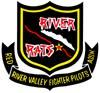 RIVER
RATS
RED RIVER VALLEY FIGHTER PILOTS ASSN